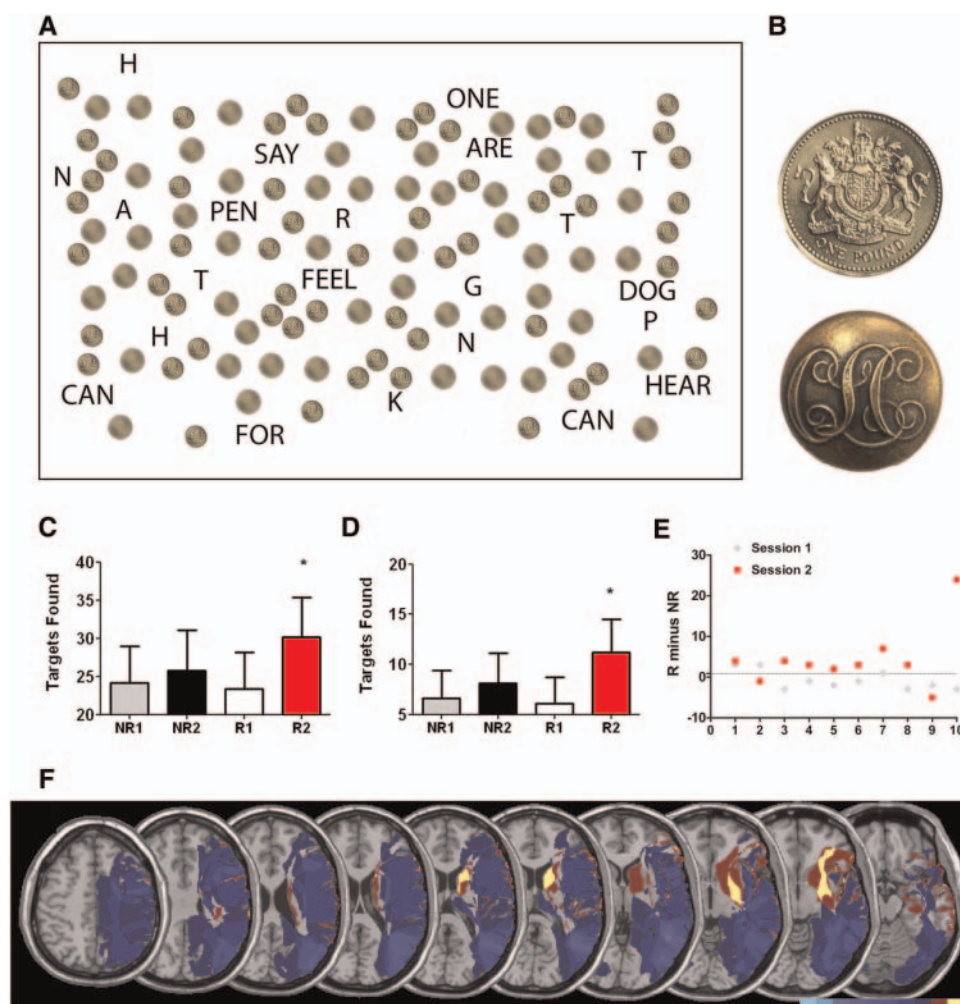 A
B
H
ONE
SAY
ARE
T
N
A
PEN
R
T
T
FEEL
G
DOG
P
H
N
CAN
K
HEAR
FOR
CAN
ONE POUND
C
D
E
Targets Found
40
35
30
25
20
*
NR1 NR2 R1 R2
Targets Found
20
15
10
5
*
NR1 NR2 R1 R2
R minus NR
Session 1
Session 2
30
20
10
0
-10
0 1 2 3 4 5 6 7 8 9 10
F